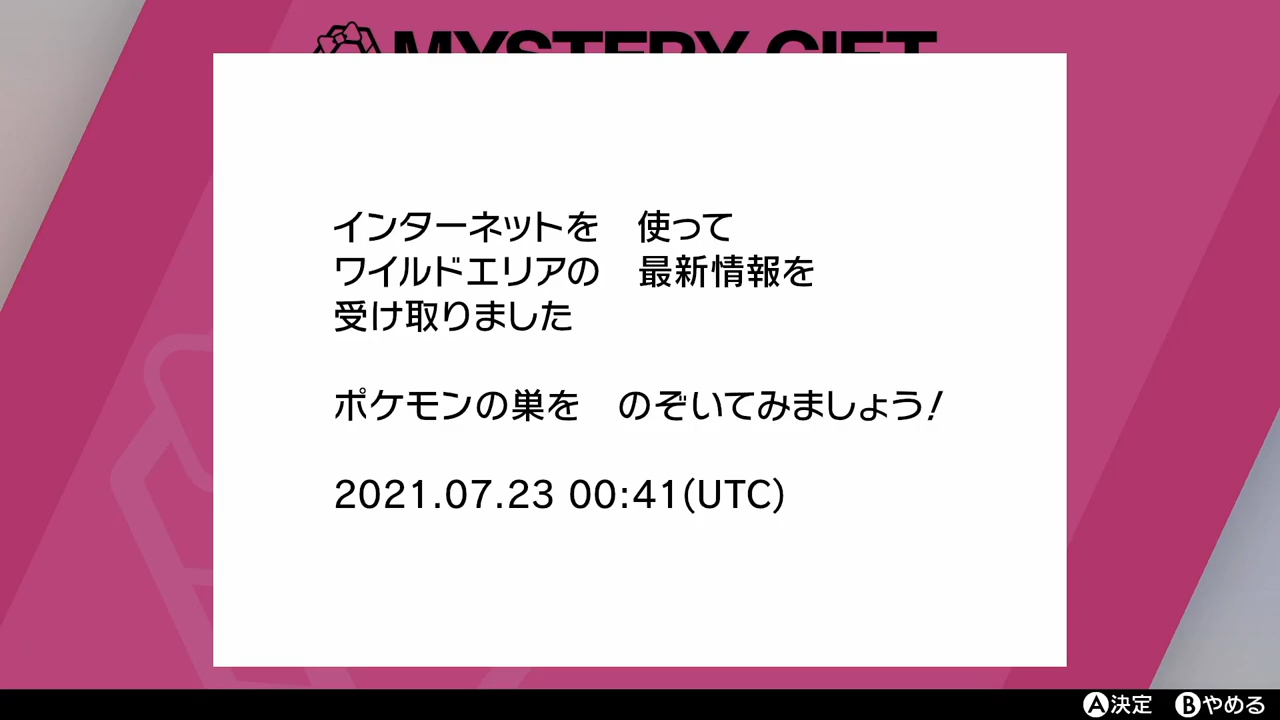 MYSTERY GIFT
インターネットを　使って
ワイルドエリアの　最新情報を
受け取りました
ポケモンの巣を　のぞいてみましょう!
2021.07.23 00:41(UTC)
A決定 Bやめる